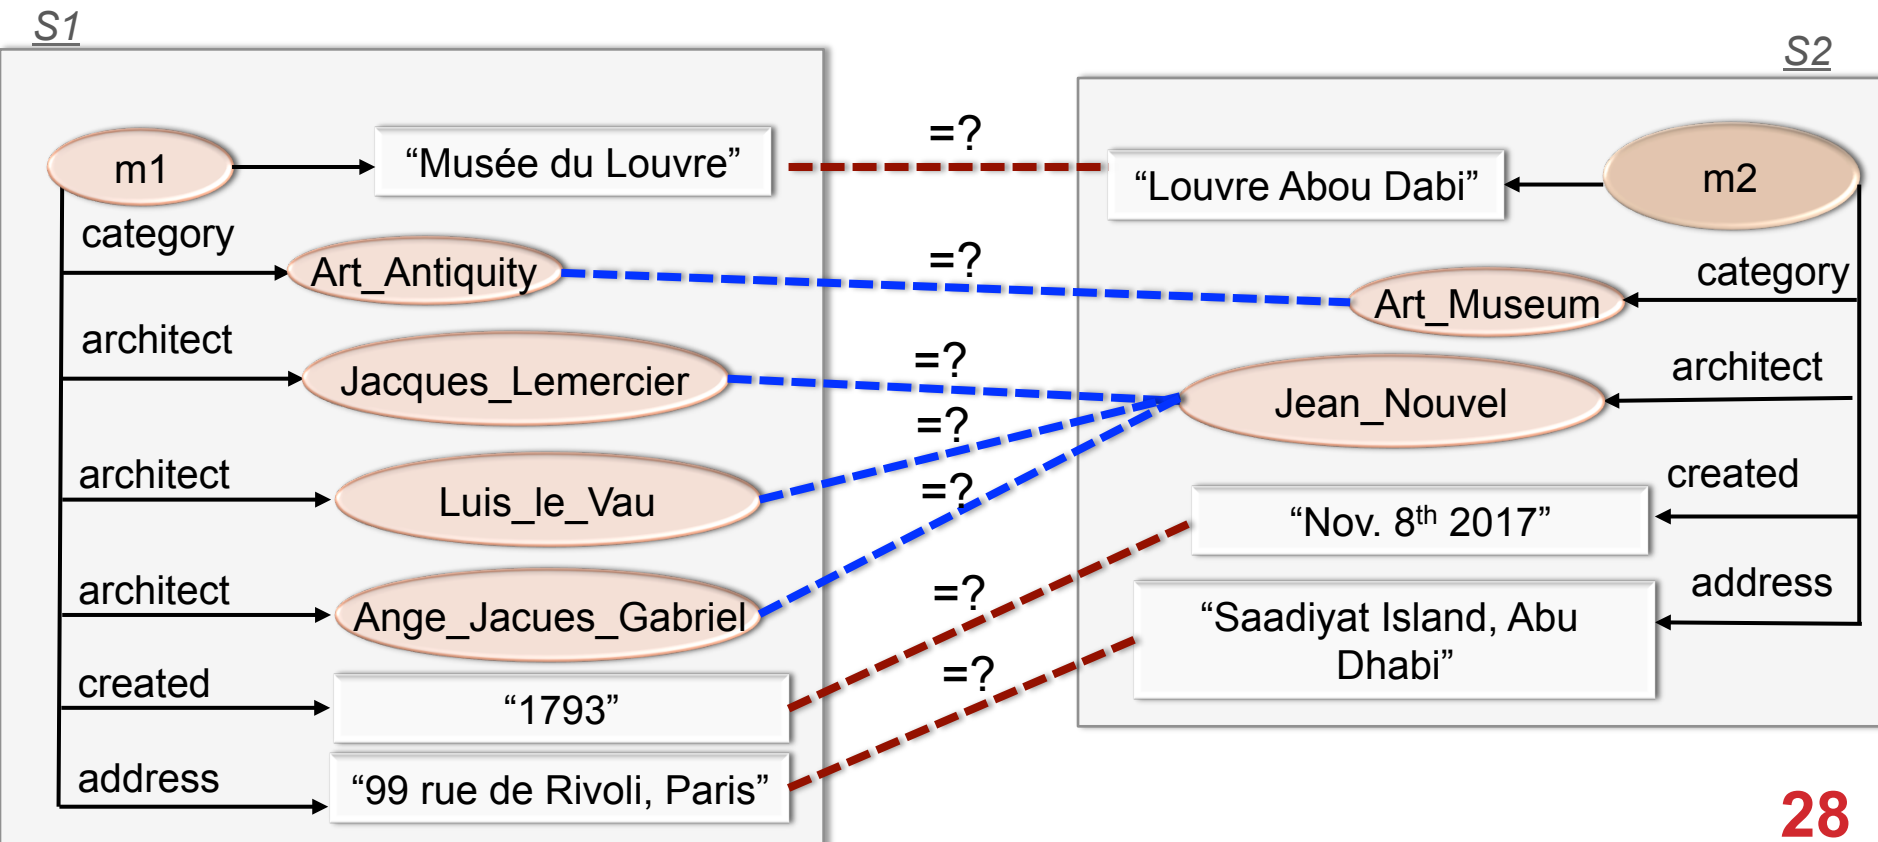 S1
m1
“Musée du Louvre”
category
Art_Antiquity
architect
Jacques_Lemercier
architect
Luis_le_Vau
architect
Ange_Jacues_Gabriel
created
“1793”
address
“99 rue de Rivoli, Paris”
=?
=?
=?
=?
=?
=?
=?
S2
“Louvre Abou Dabi”
m2
category
Art_Museum
architect
Jean_Nouvel
created
“Nov. 8th 2017”
address
“Saadiyat Island, Abu
Dhabi”
28